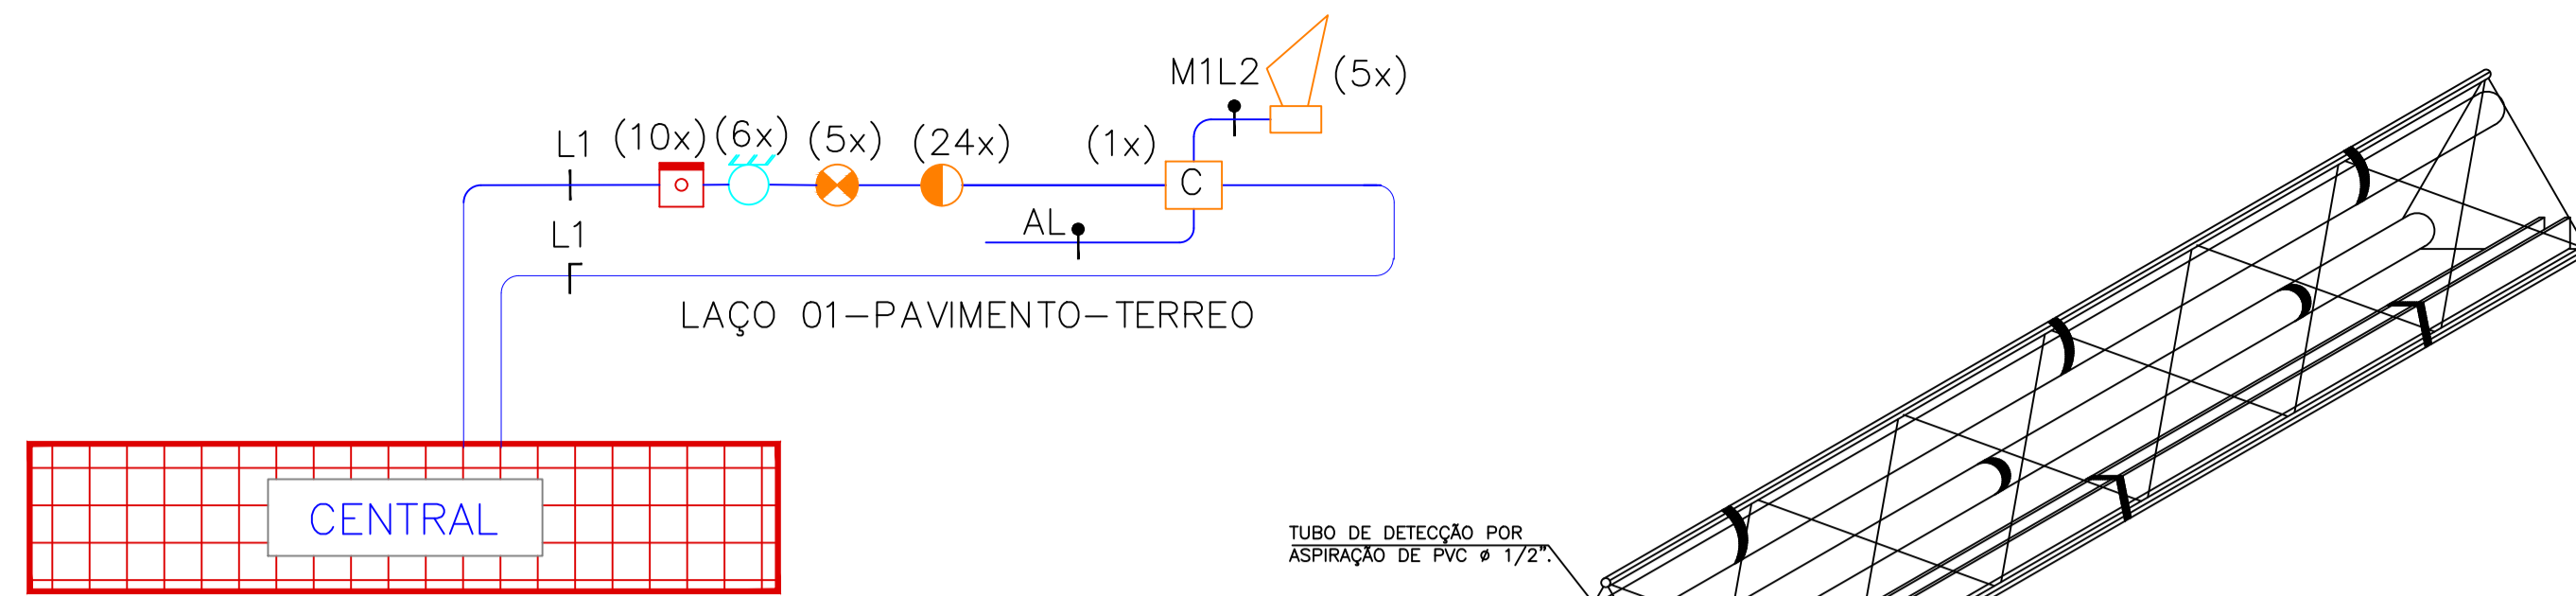 M1L2
(5x)
L1
(10x)
(6x)
(5x)
(24x)
(1x)
C
AL
L1
LAÇO 01-PAVIMENTO-TERREO
CENTRAL
TUBO DE DETECÇÃO POR
ASPIRAÇÃO DE PVC ø 1/2".